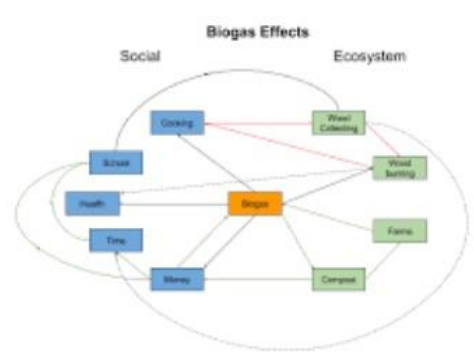 Biogas Effects
Social
Ecosystem
Cooking
Wood
Collecting
School
Wood
burning
Health
Biogas
Time
Farms
Money
Compost